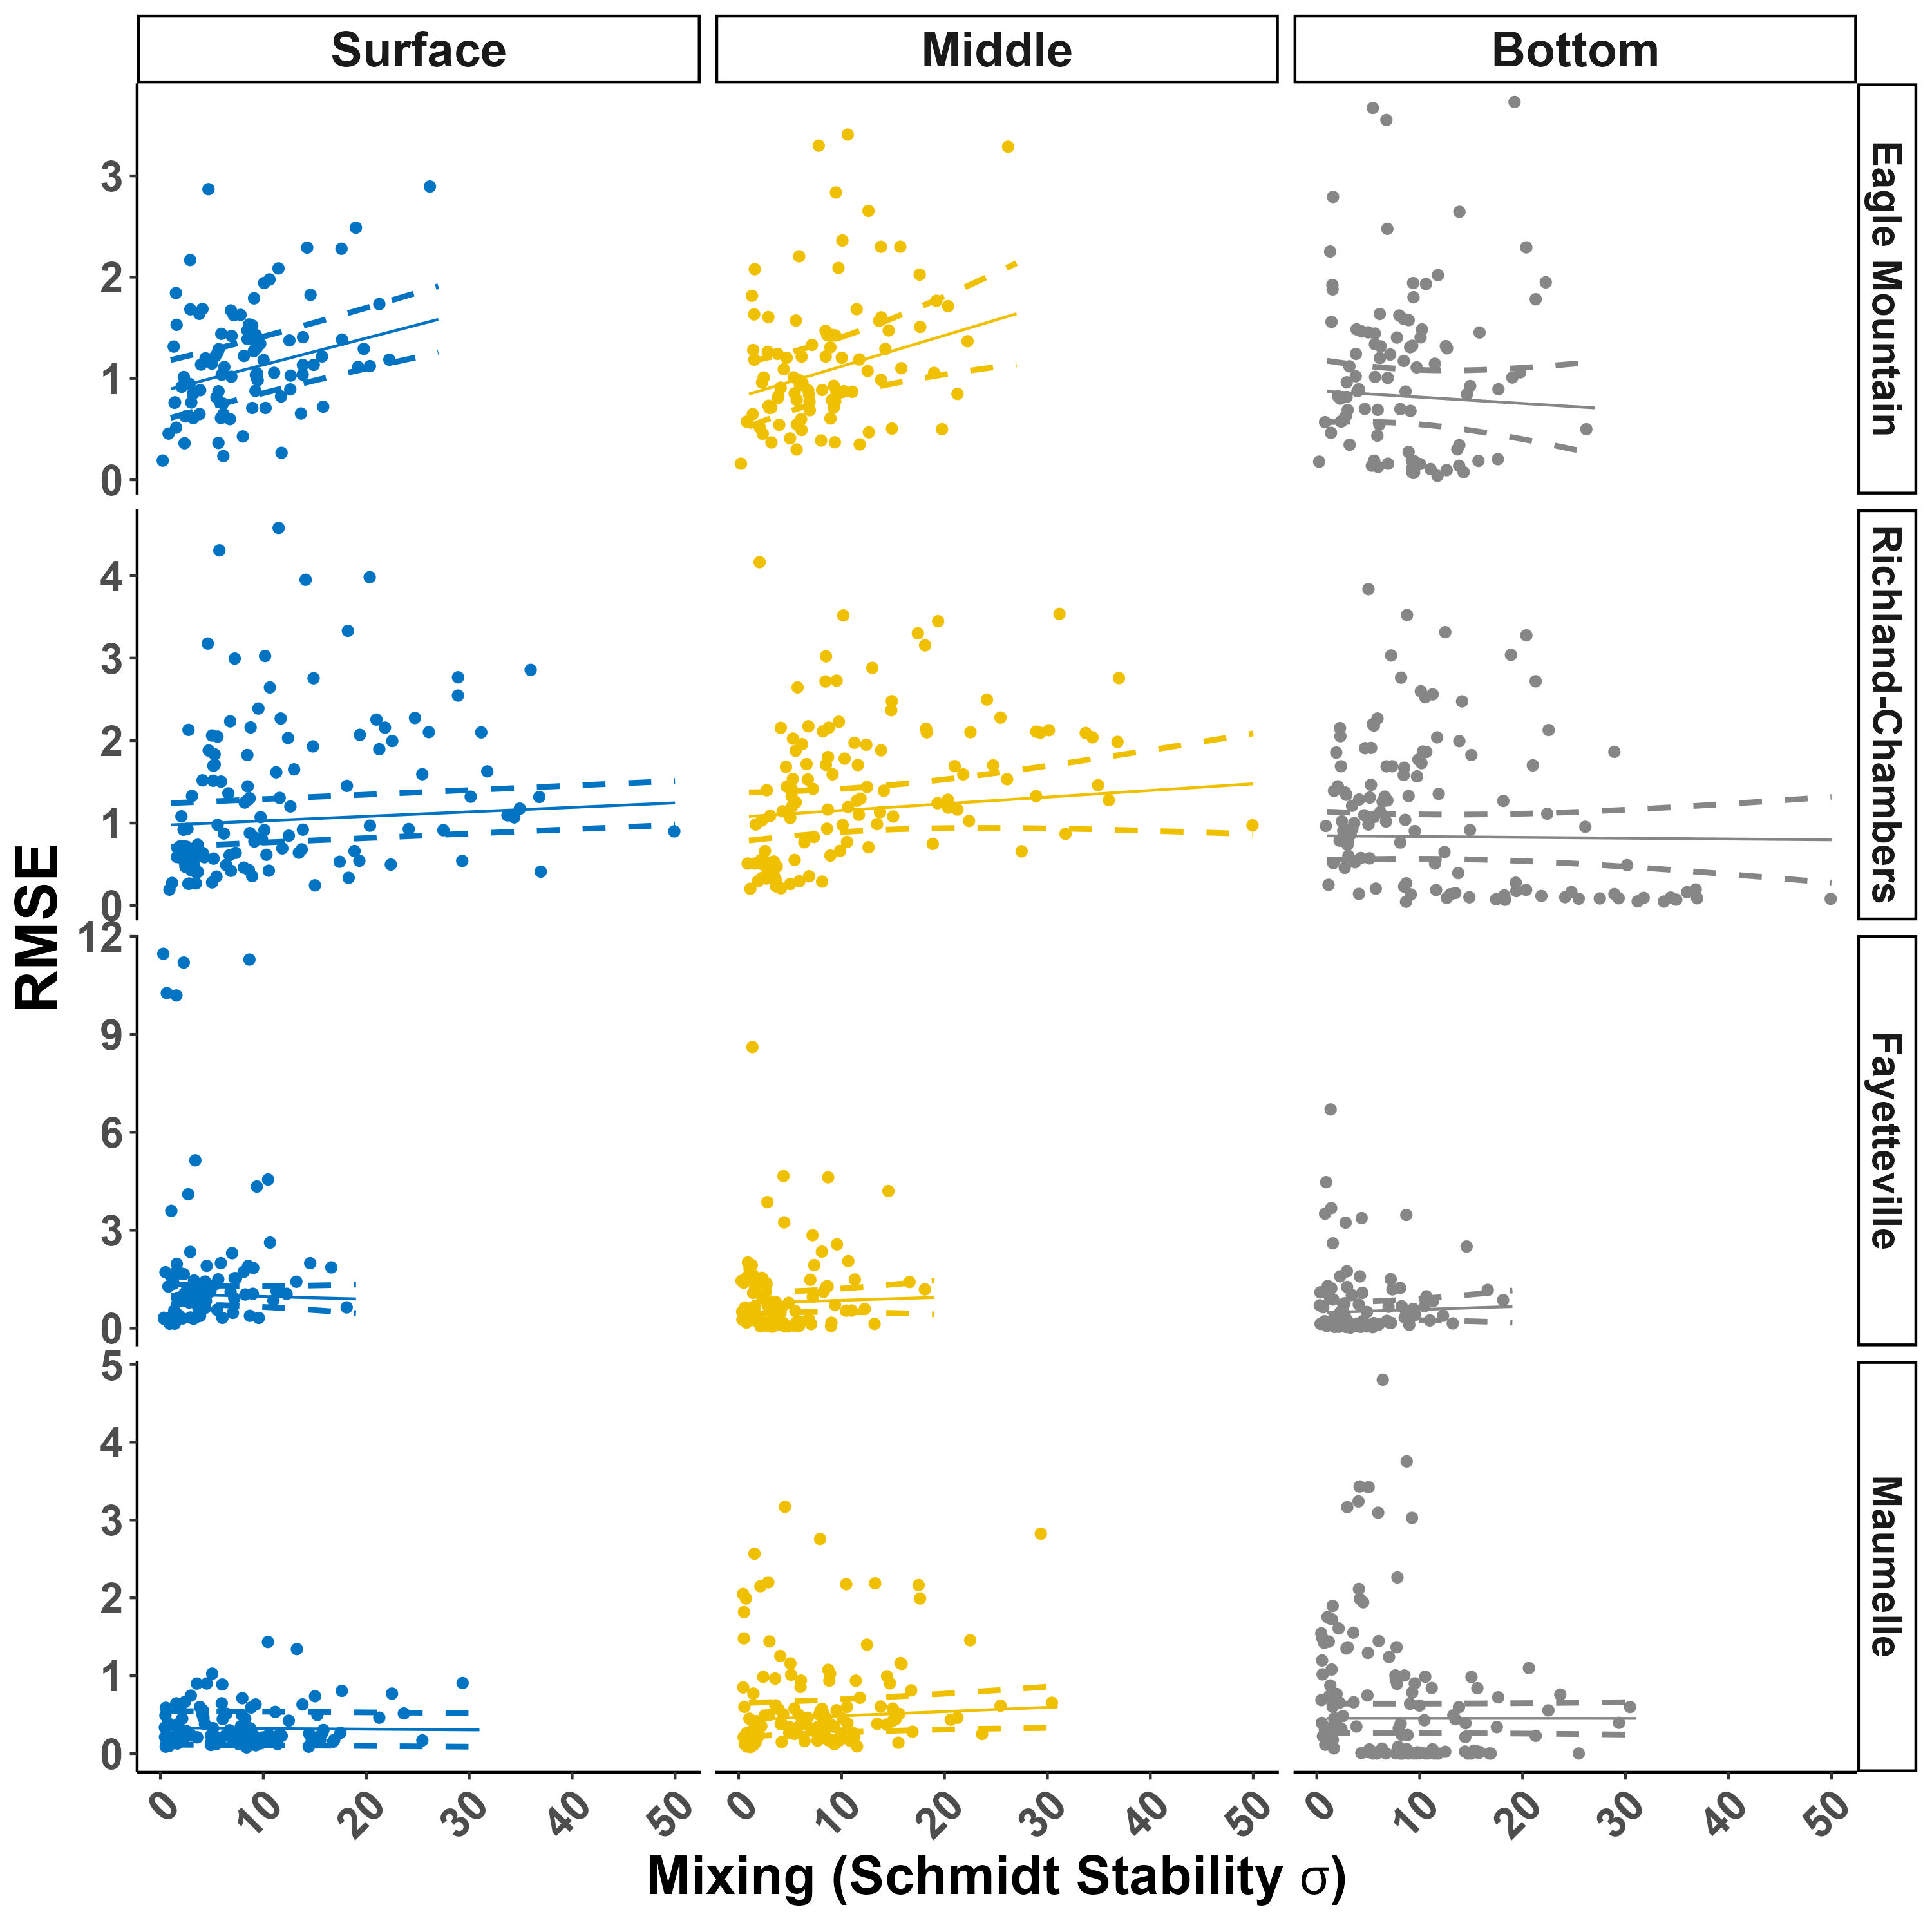 Surface Middle Bottom
3
2
1
0
Eagle Mountain
4
3
2
1
0
Richland-Chambers
RMSE
12
9
6
3
0
Fayetteville
5
4
3
2
1
0
Maumelle
0 10 20 30 40 50 0 10 20 30 40 50 0 10 20 30 40 50
Mixing (Schmidt Stability σ)